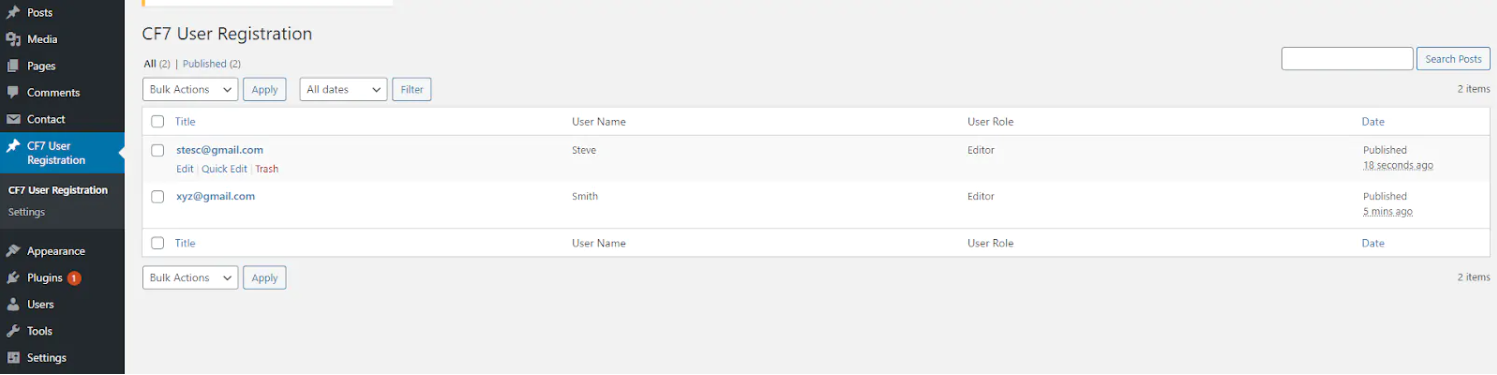 Posts
Media
Pages
Comments
Contact
CF7 User
Registration
CF7 User Registration
Settings
Appearance
Plugins 1
Users
Tools
Settings
CF7 User Registration
All (2) | Published (2)
Search Posts
Bulk Actions Apply All dates Filter 2 items
Title User Name User Role Date
stesc@gmail.com Steve Editor Published
Edit | Quick Edit | Trash 18 seconds ago
xyz@gmail.com Smith Editor Published
5 mins ago
Title User Name User Role Date
Bulk Actions Apply 2 items